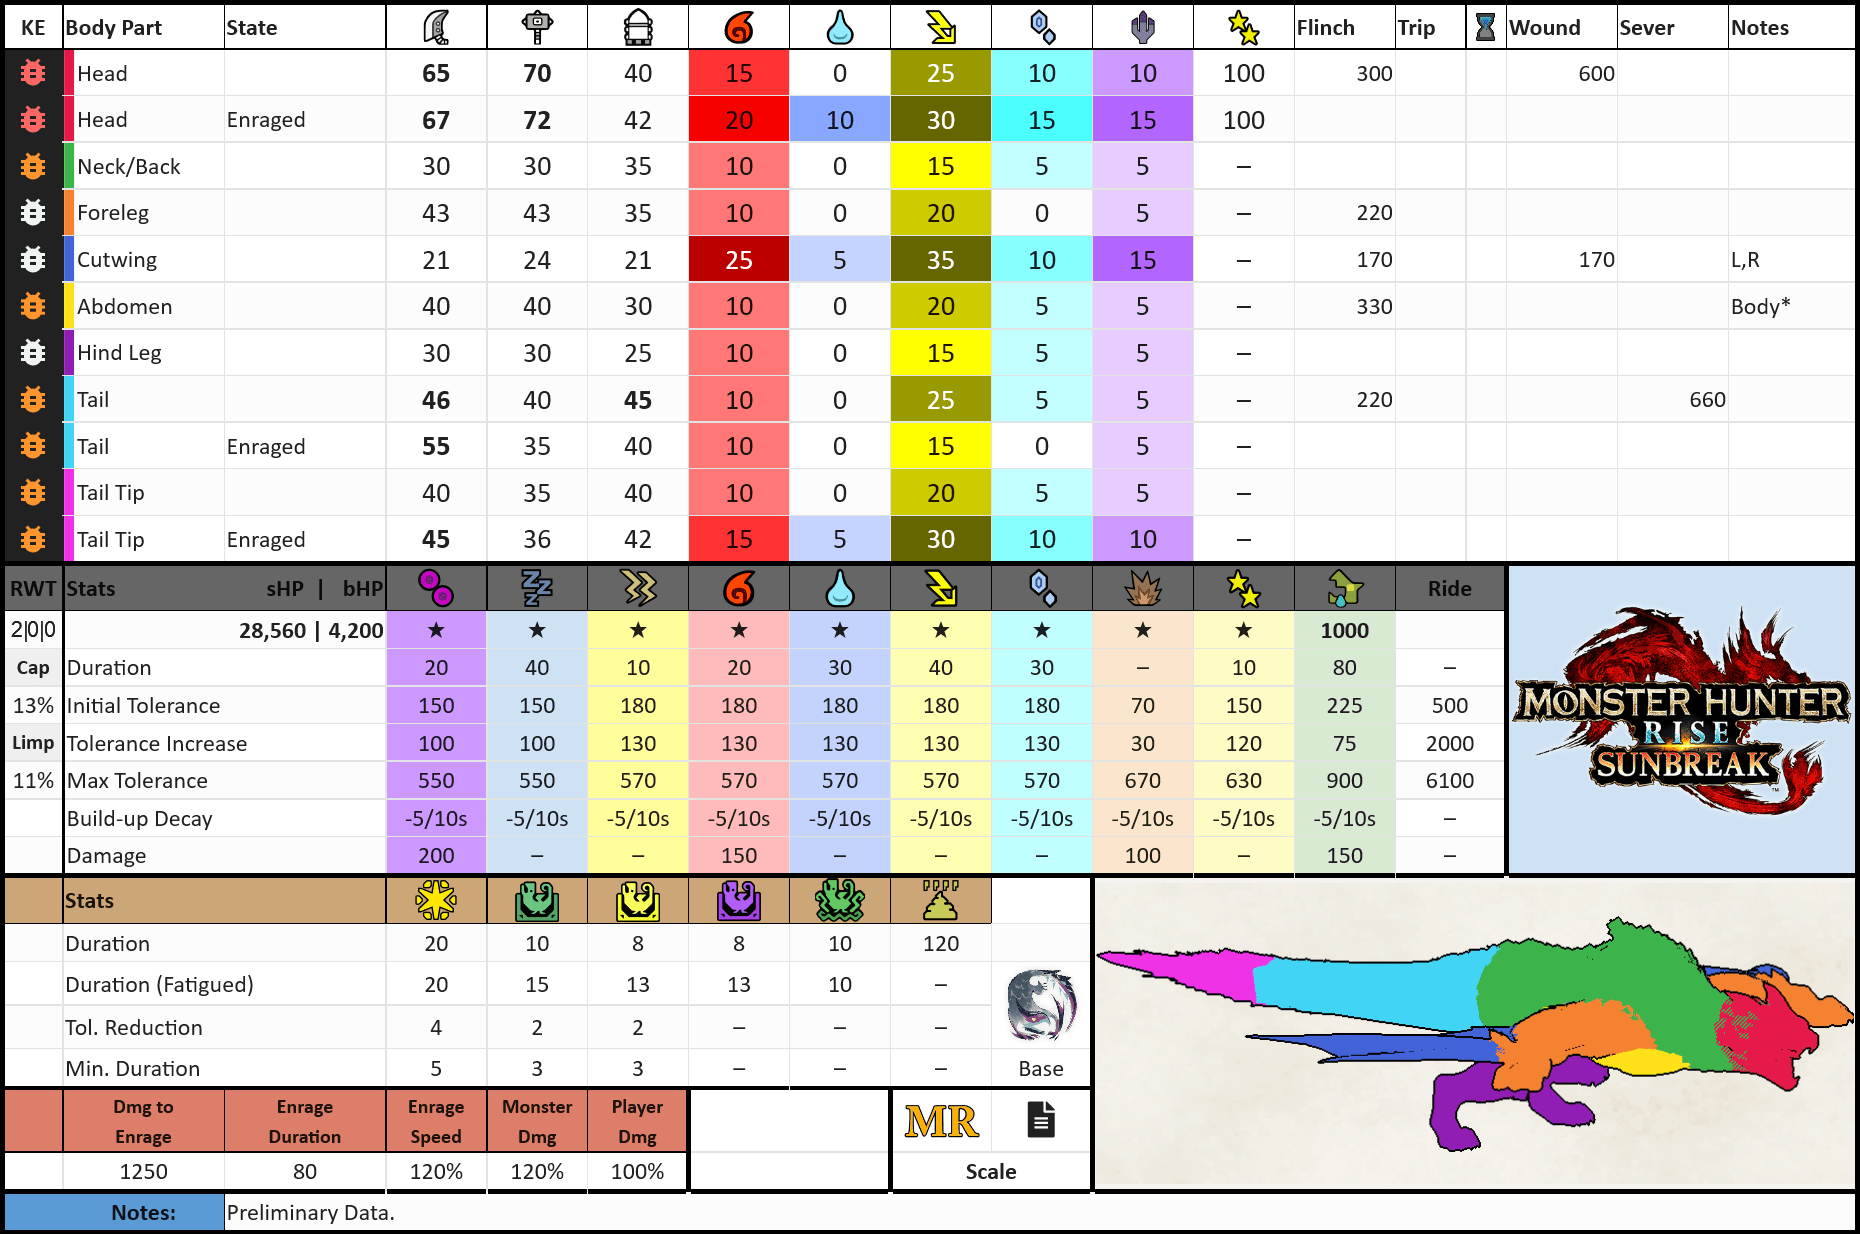 KE Body Part State Flinch Trip Wound Sever Notes
Head 65 70 40 15 0 25 10 10 100 300 600
Head Enraged 67 72 42 20 10 30 15 15 100
Neck/Back 30 30 35 10 0 15 5 5 –
Foreleg 43 43 35 10 0 20 0 5 – 220
Cutwing 21 24 21 25 5 35 10 15 – 170 170 L,R
Abdomen 40 40 30 10 0 20 5 5 – 330 Body*
Hind Leg 30 30 25 10 0 15 5 5 –
Tail 46 40 45 10 0 25 5 5 – 220 660
Tail Enraged 55 35 40 10 0 15 0 5 –
Tail Tip 40 35 40 10 0 20 5 5 –
Tail Tip Enraged 45 36 42 15 5 30 10 10 –
RWT Stats sHP | bHP Ride
2|0|0 28,560 | 4,200 ★ ★ ★ ★ ★ ★ ★ ★ ★ 1000
Cap Duration 20 40 10 20 30 40 30 – 10 80 –
13% Initial Tolerance 150 150 180 180 180 180 180 70 150 225 500
Limp Tolerance Increase 100 100 130 130 130 130 130 30 120 75 2000
11% Max Tolerance 550 550 570 570 570 570 570 670 630 900 6100
Build-up Decay -5/10s -5/10s -5/10s -5/10s -5/10s -5/10s -5/10s -5/10s -5/10s -5/10s –
Damage 200 – – 150 – – – 100 – 150 –
MONSTER HUNTER
RISE
SUNBREAK
™
Stats
Duration 20 10 8 8 10 120
Duration (Fatigued) 20 15 13 13 10 –
Tol. Reduction 4 2 2 – – –
Min. Duration 5 3 3 – – – Base
Dmg to Enrage Enrage Monster Player
Enrage Duration Speed Dmg Dmg
MR
1250 80 120% 120% 100% Scale
Notes: Preliminary Data.